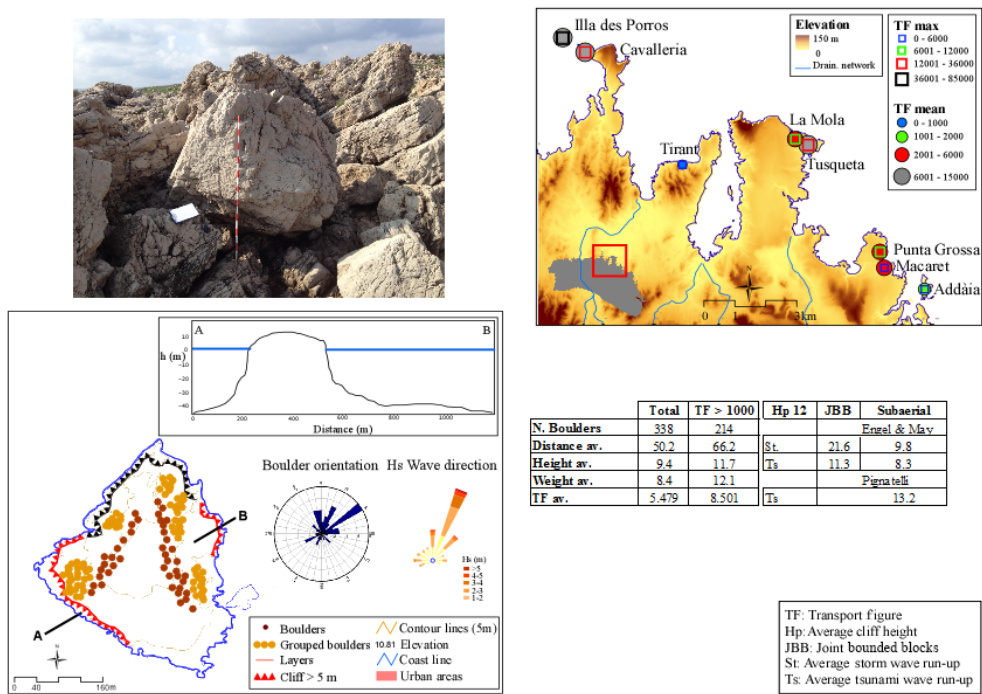 Illa des Porros
Cavalleria
La Mola
Tirant
Tusqueta
Punta Grossa
Macaret
Addàia
N
0 1 3km
Elevation
150 m
0
Drain. network
TF max
0 - 6000
6001 - 12000
12001 - 36000
36001 - 85000
TF mean
0 - 1000
1001 - 2000
2001 - 6000
6001 - 15000
A B
h (m)
10
0
-10
-20
-30
-40
0 200 400 600 800 1000
Distance (m)
Boulder orientation Hs Wave direction
Hs (m)
>5
4-5
3-4
2-3
1-2
B
A
N
0 40 160m
Boulders
Grouped boulders
Layers
Cliff > 5 m
Contour lines (5m)
10.81 Elevation
Coast line
Urban areas
Total TF > 1000 Hp 12 JBB Subaerial
N. Boulders 338 214 Engel & May
Distance av. 50.2 66.2 St. 21.6 9.8
Height av. 9.4 11.7 Ts 11.3 8.3
Weight av. 8.4 12.1 Pignatelli
TF av. 5.479 8.501 Ts 13.2
TF: Transport figure
Hp: Average cliff height
JBB: Joint bounded blocks
St: Average storm wave run-up
Ts: Average tsunami wave run-up